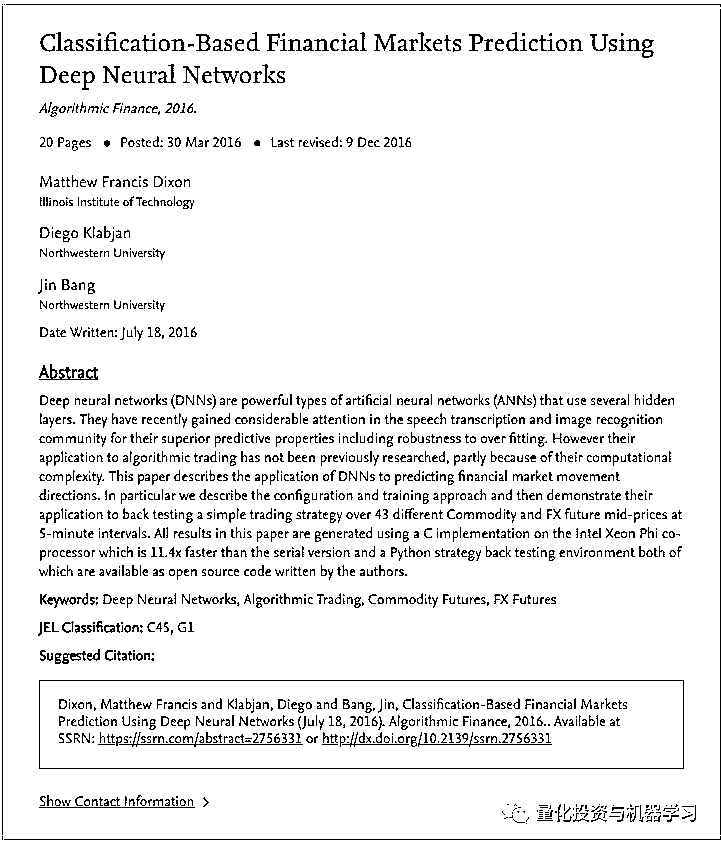 Classification-Based Financial Markets Prediction Using
Deep Neural Networks
Algorithmic Finance, 2016.
20 Pages ● Posted: 30 Mar 2016 ● Last revised: 9 Dec 2016
Matthew Francis Dixon
Illinois Institute of Technology
Diego Klabjan
Northwestern University
Jin Bang
Northwestern University
Date Written: July 18, 2016
Abstract
Deep neural networks (DNNs) are powerful types of artificial neural networks (ANNs) that use several hidden
layers. They have recently gained considerable attention in the speech transcription and image recognition
community for their superior predictive properties including robustness to over fitting. However their
application to algorithmic trading has not been previously researched, partly because of their computational
complexity. This paper describes the application of DNNs to predicting financial market movement
directions. In particular we describe the configuration and training approach and then demonstrate their
application to back testing a simple trading strategy over 43 different Commodity and FX future mid-prices at
5-minute intervals. All results in this paper are generated using a C implementation on the Intel Xeon Phi co-
processor which is 11.4x faster than the serial version and a Python strategy back testing environment both of
which are available as open source code written by the authors.
Keywords: Deep Neural Networks, Algorithmic Trading, Commodity Futures, FX Futures
JEL Classification: C45, G1
Suggested Citation:
Dixon, Matthew Francis and Klabjan, Diego and Bang, Jin, Classification-Based Financial Markets
Prediction Using Deep Neural Networks (July 18, 2016). Algorithmic Finance, 2016.. Available at
SSRN: https://ssrn.com/abstract=2756331 or http://dx.doi.org/10.2139/ssrn.2756331
Show Contact Information >
量化投资与机器学习